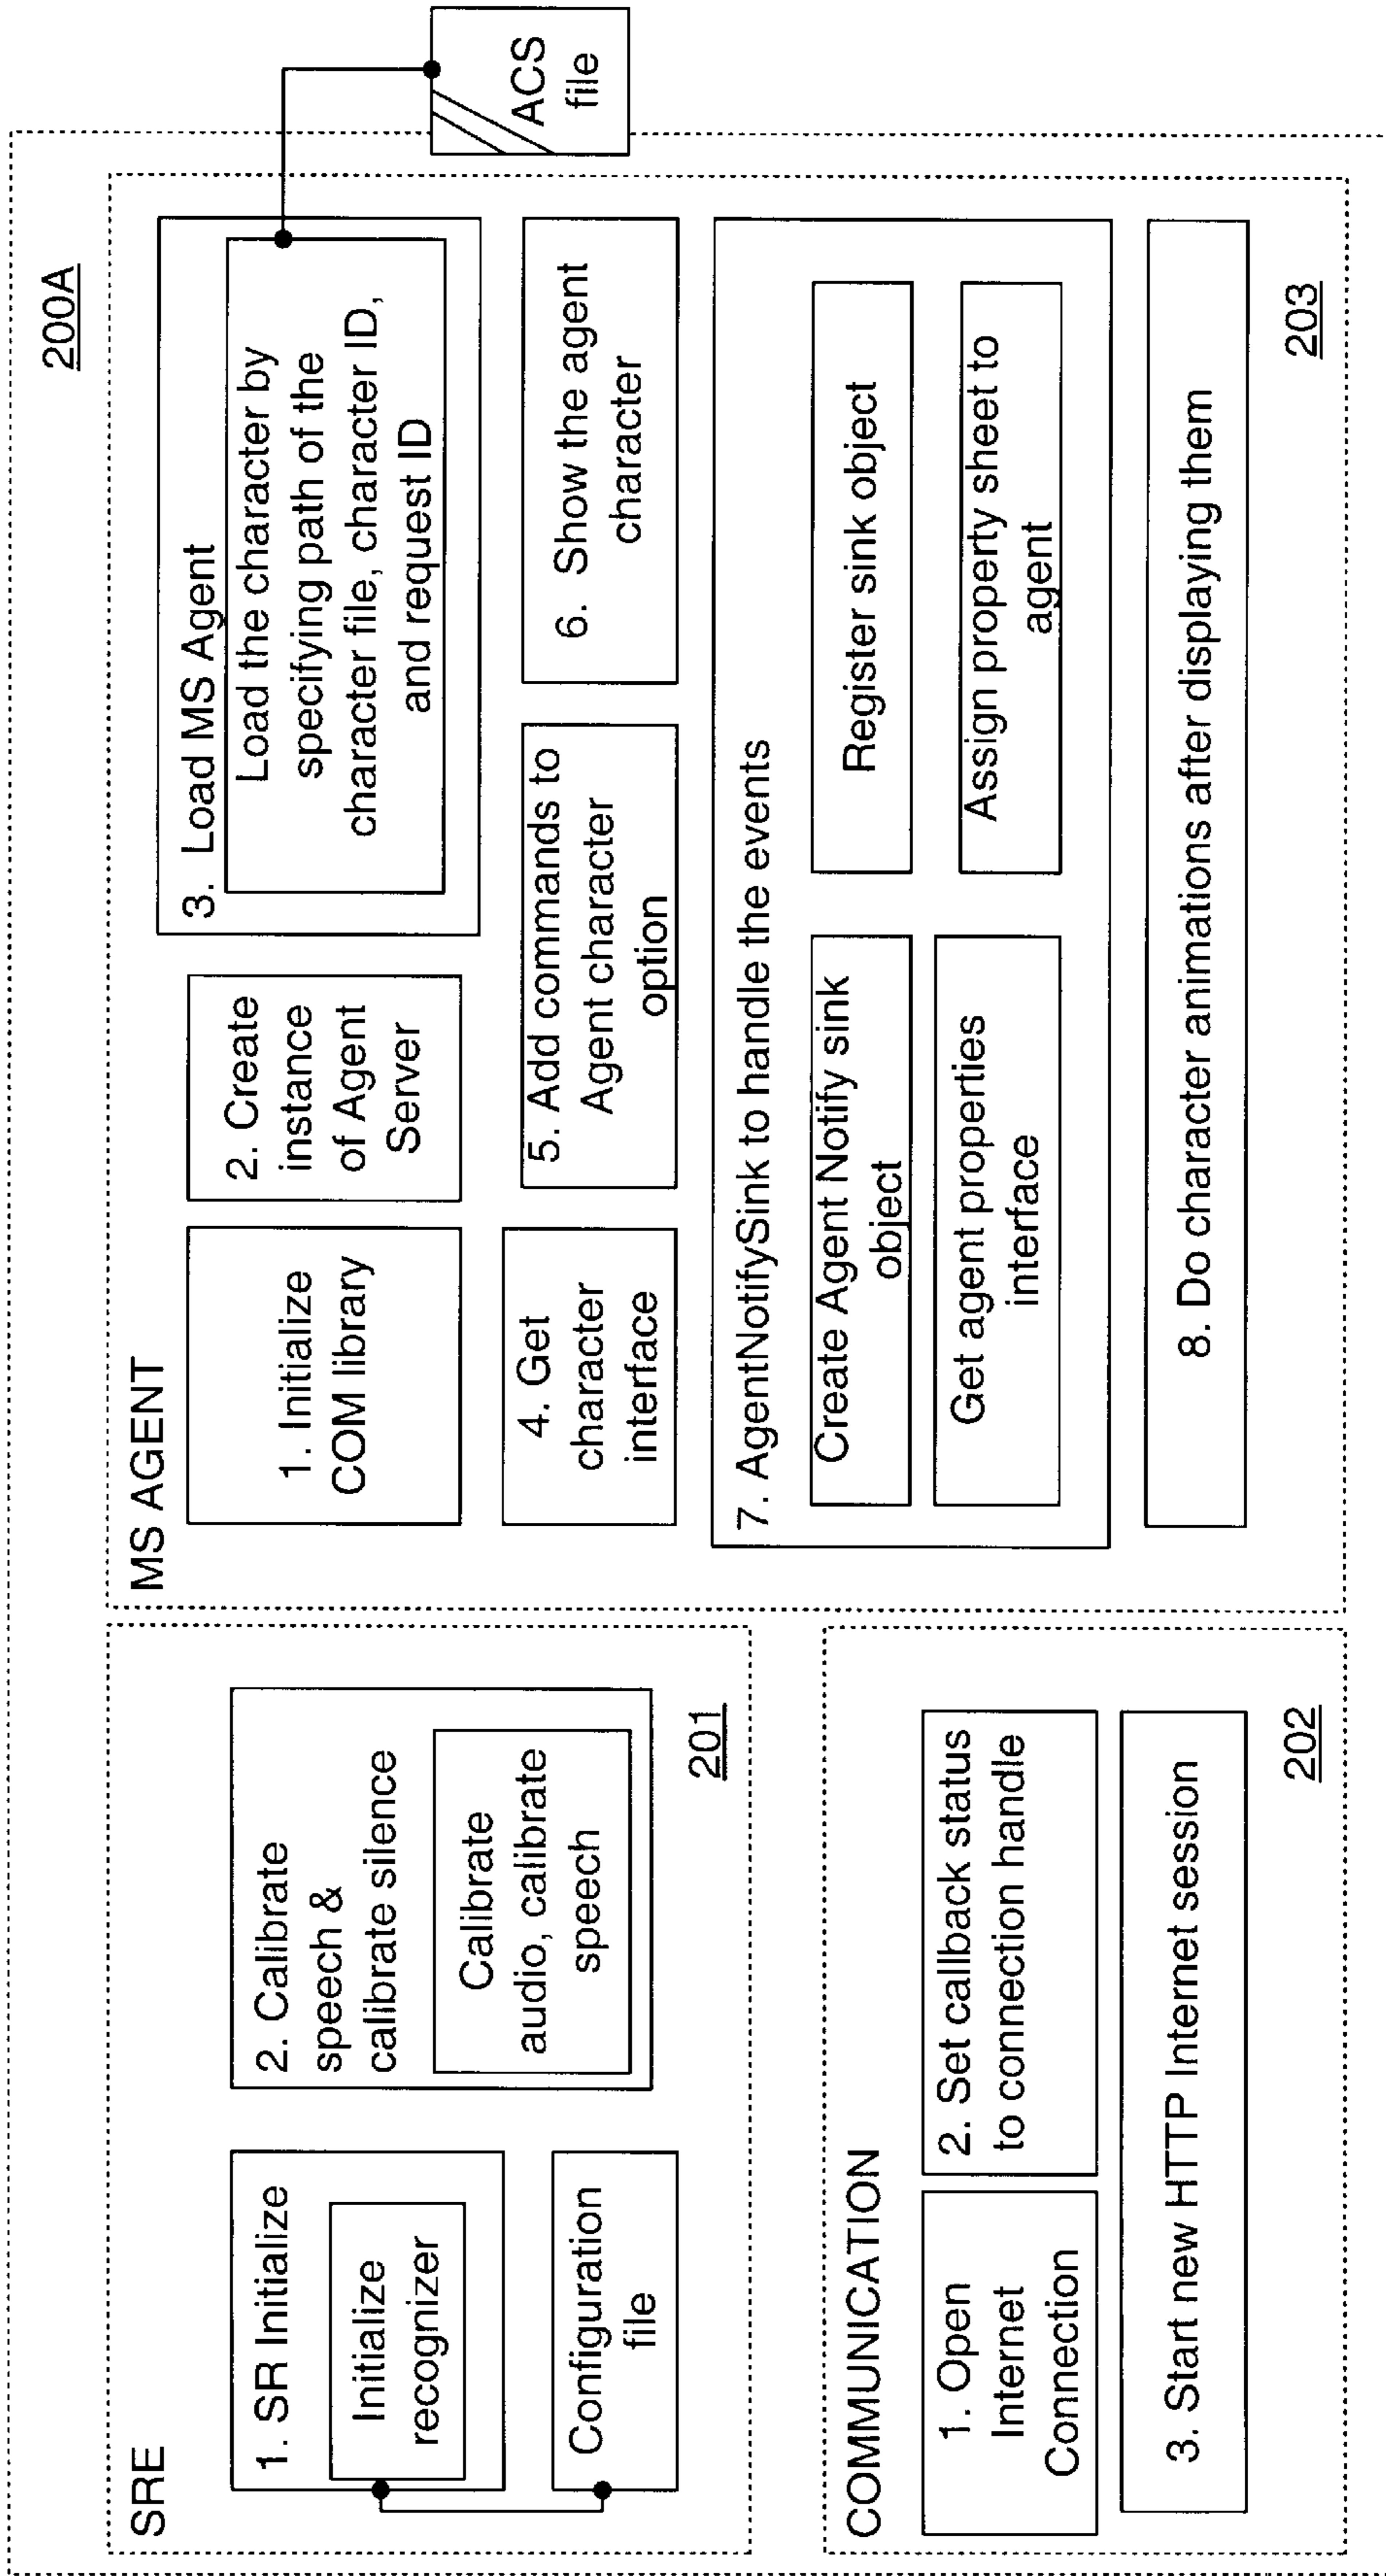 200A
SRE
1. SR Initialize
Initialize
recognizer
Configuration
file
2. Calibrate
speech &
calibrate silence
Calibrate
audio, calibrate
speech
201
COMMUNICATION
1. Open
Internet
Connection
2. Set callback status
to connection handle
3. Start new HTTP Internet session
202
MS AGENT
1. Initialize
COM library
2. Create
instance
of Agent
Server
3. Load MS Agent
Load the character by
specifying path of the
character file, character ID,
and request ID
ACS
file
4. Get
character
interface
5. Add commands to
Agent character
option
6. Show the agent
character
7. AgentNotifySink to handle the events
Create Agent Notify sink
object
Register sink object
Get agent properties
interface
Assign property sheet to
agent
8. Do character animations after displaying them
203